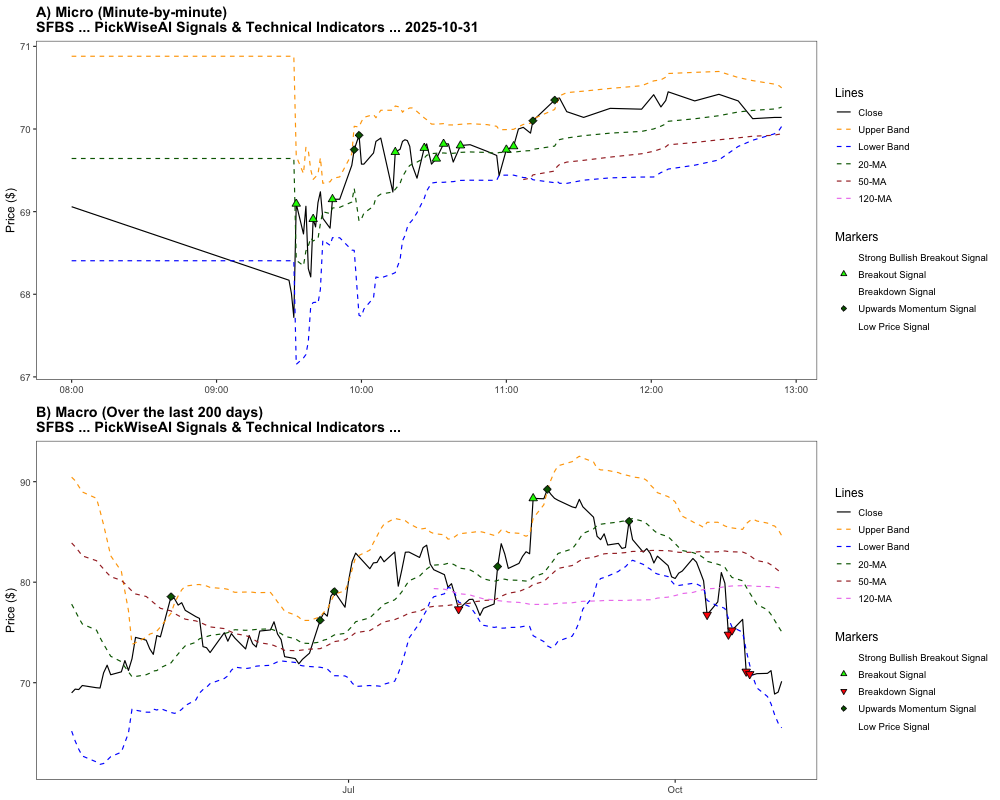 A) Micro (Minute-by-minute)
SFBS ... PickWiseAI Signals & Technical Indicators ... 2025-10-31
71
70
69
68
67
Price ($)
08:00 09:00 10:00 11:00 12:00 13:00
Lines
Close
Upper Band
Lower Band
20-MA
50-MA
120-MA
Markers
Strong Bullish Breakout Signal
Breakout Signal
Breakdown Signal
Upwards Momentum Signal
Low Price Signal
B) Macro (Over the last 200 days)
SFBS ... PickWiseAI Signals & Technical Indicators ...
90
80
70
Price ($)
Jul Oct
Lines
Close
Upper Band
Lower Band
20-MA
50-MA
120-MA
Markers
Strong Bullish Breakout Signal
Breakout Signal
Breakdown Signal
Upwards Momentum Signal
Low Price Signal